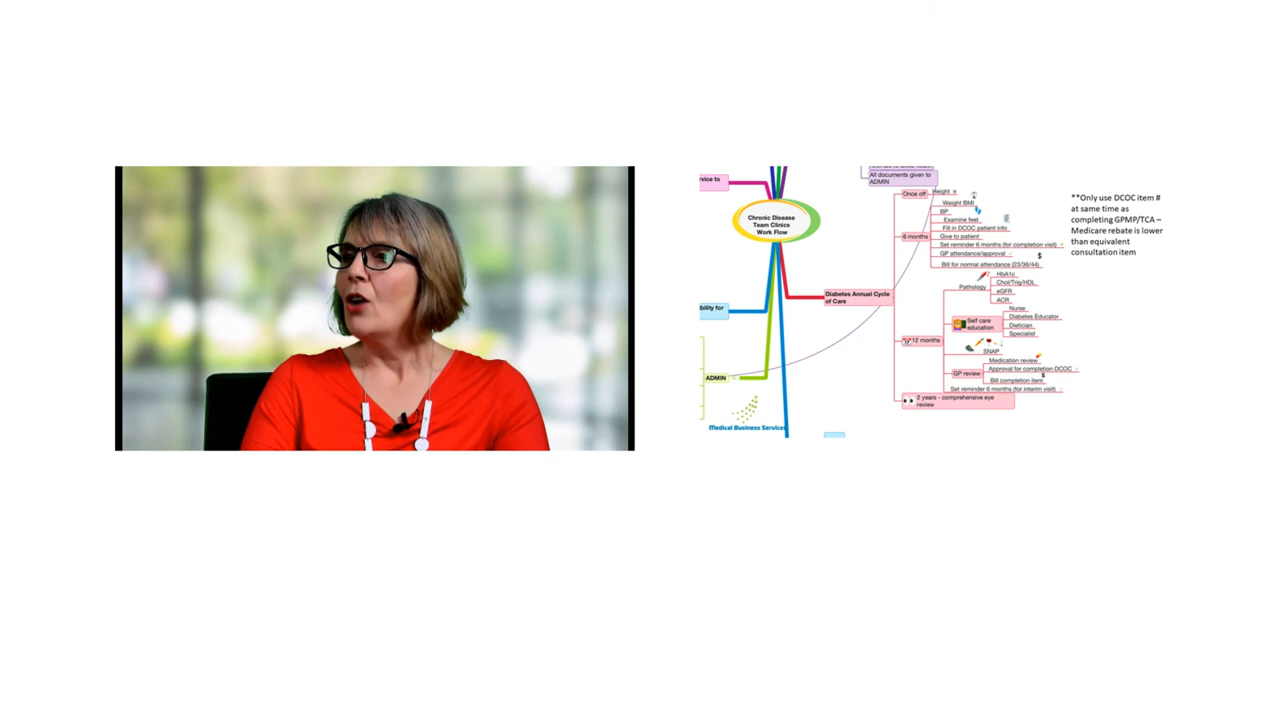 All documents given to
ADMIN
rvice to
Chronic Disease
Team Clinics
Work Flow
bility for
ADMIN
Medical Business Services
Diabetes Annual Cycle
of Care
Once off
Height
6 months
Weight BMI
BP
Examine feet
Fill in DCOC patient info
Give to patient
Set reminder 6 months (for completion visit)
GP attendance/approval
$
Bill for normal attendance (23/36/44)
12 months
Pathology
HbA1c
Chol/Trig/HDL
eGFR
ACR
Self care
education
Nurse
Diabetes Educator
Dietician
Specialist
SNAP
GP review
Medication review
Approval for completion DCOC
$
Bill completion item
Set reminder 6 months (for interim visit)
2 years - comprehensive eye
review
**Only use DCOC item #
at same time as
completing GPMP/TCA –
Medicare rebate is lower
than equivalent
consultation item